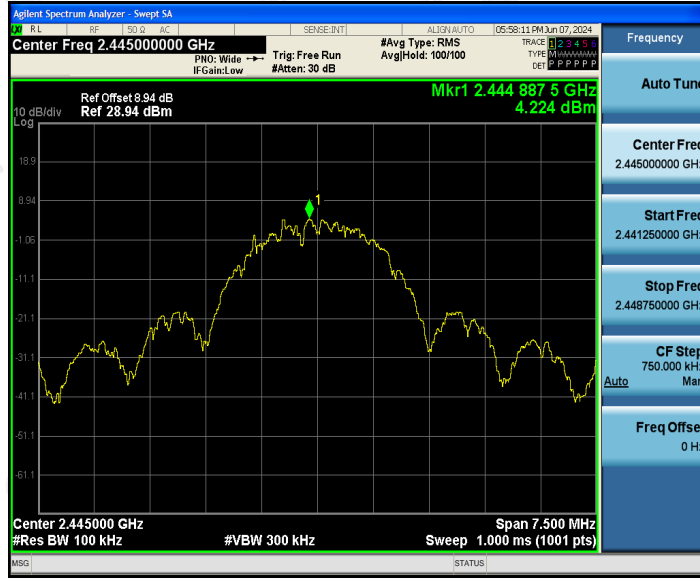 Agilent Spectrum Analyzer - Swept SA
RL RF 50 Ω AC SENSE:INT ALIGN AUTO 05:58:11 PM Jun 07, 2024
Center Freq 2.445000000 GHz
PNO: Wide
IFGain:Low
Trig: Free Run
#Atten: 30 dB
#Avg Type: RMS
Avg|Hold: 100/100
TRACE 1 2 3 4 5 6
TYPE M
DET P P P P P P
Ref Offset 8.94 dB
Ref 28.94 dBm
10 dB/div
Log
Mkr1 2.444 887 5 GHz
4.224 dBm
18.9
8.94
-1.06
-11.1
-21.1
-31.1
-41.1
-51.1
-61.1
1
Center 2.445000 GHz
#Res BW 100 kHz
#VBW 300 kHz
Span 7.500 MHz
Sweep 1.000 ms (1001 pts)
MSG
STATUS
Frequency
Auto Tune
Center Freq
2.445000000 GHz
Start Freq
2.441250000 GHz
Stop Freq
2.448750000 GHz
CF Step
750.000 kHz
Auto Man
Freq Offset
0 Hz